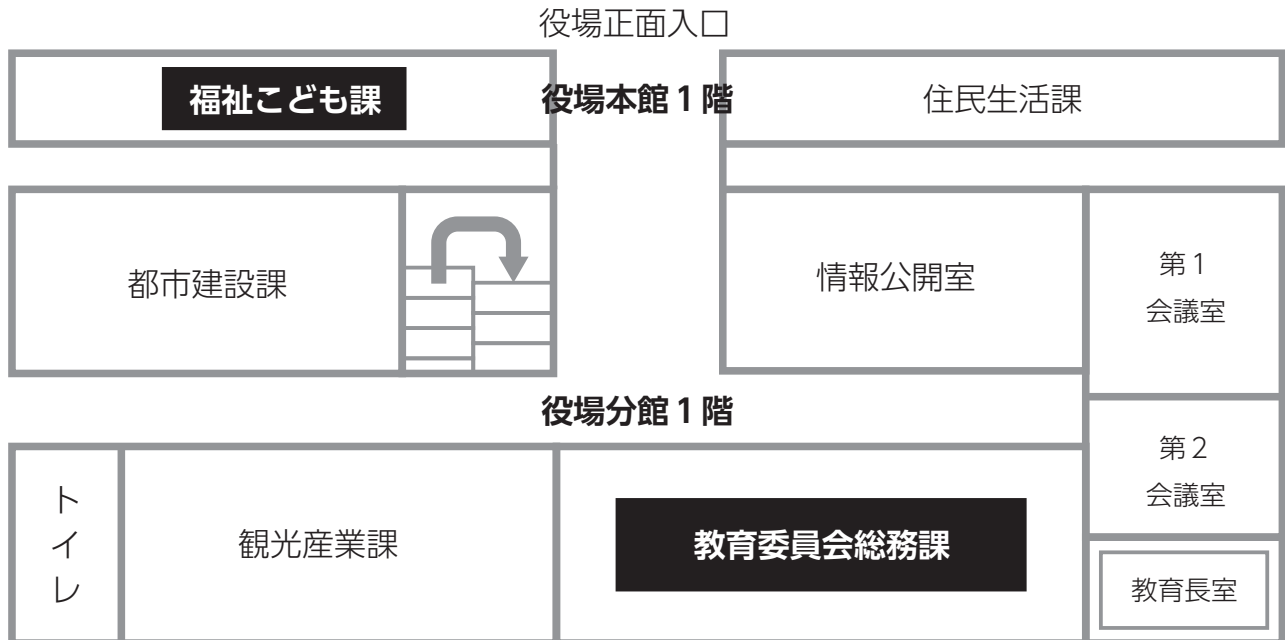 役場正面入口
福祉こども課
役場本館1階
住民生活課
都市建設課
情報公開室
第1
会議室
役場分館1階
第2
会議室
トイレ
観光産業課
教育委員会総務課
教育長室